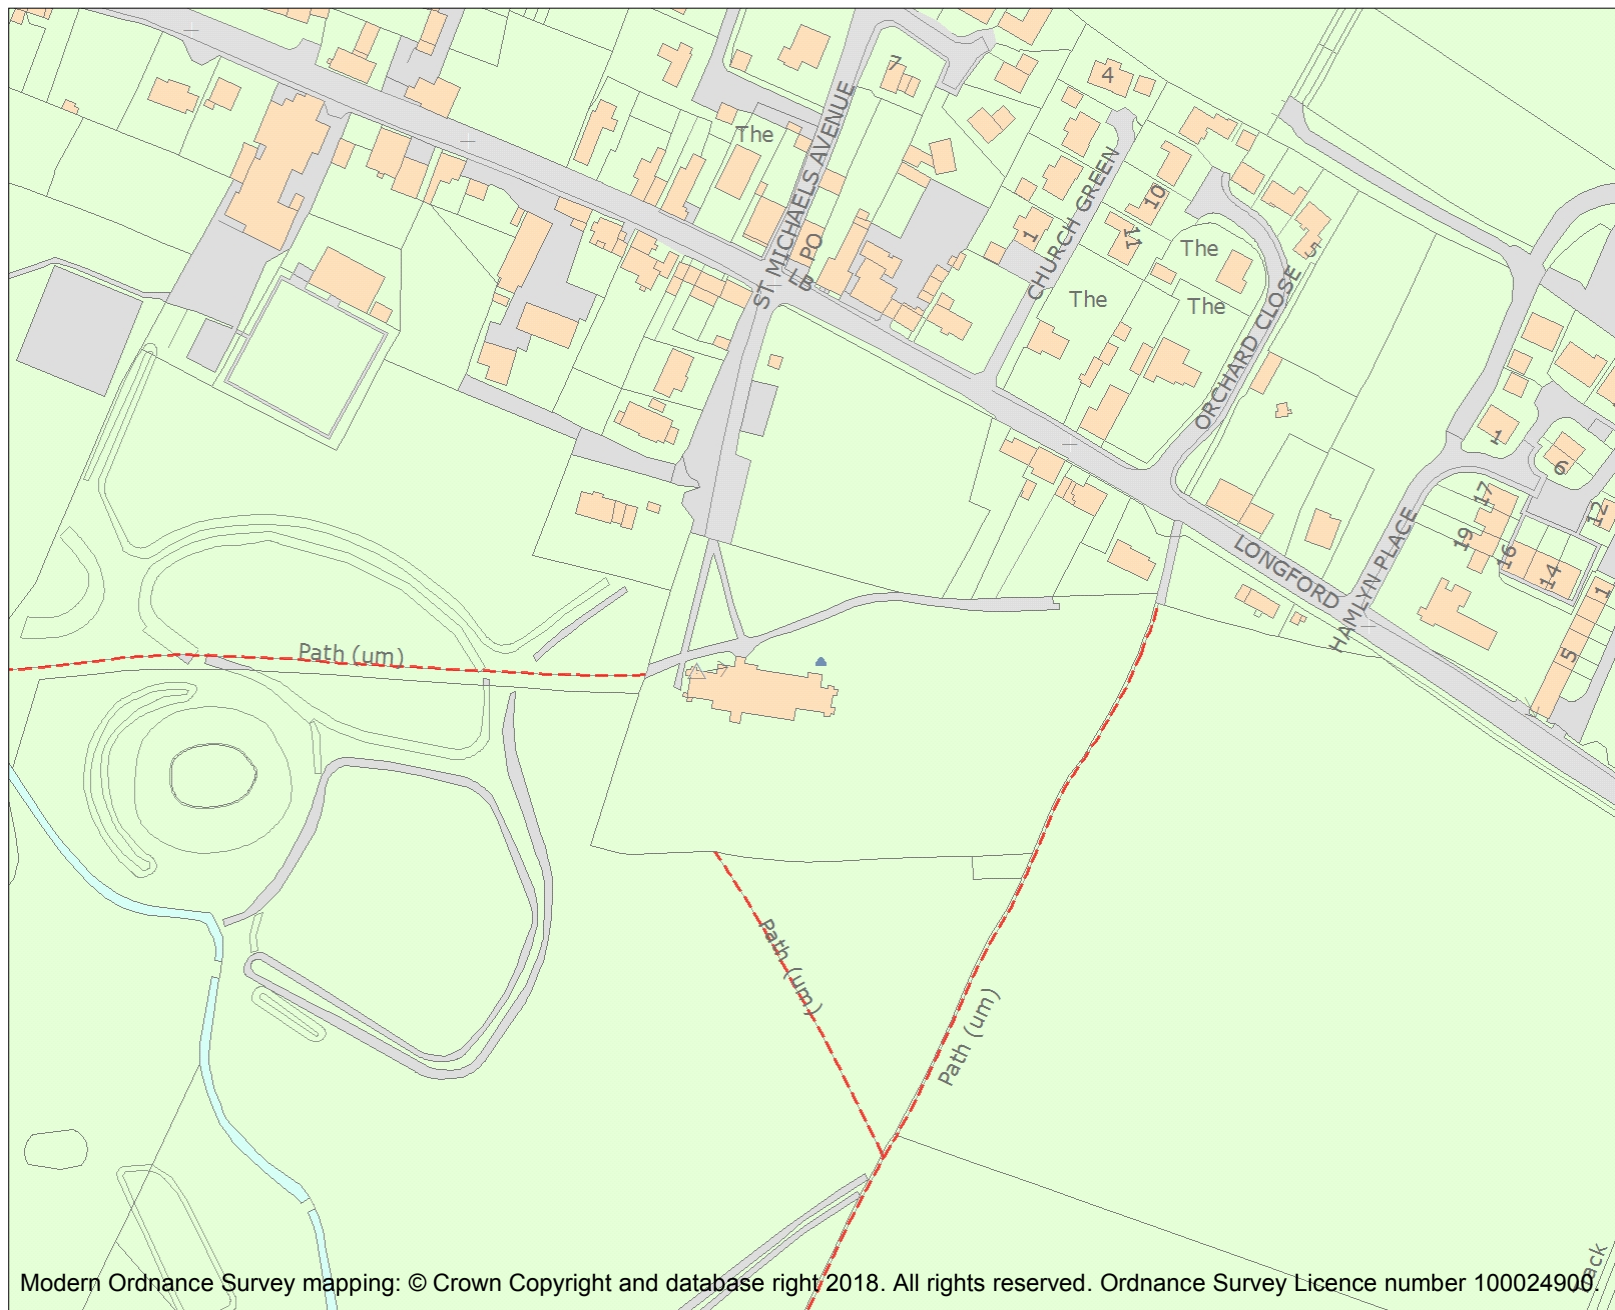 7
4
The
ST MICHAELS AVENUE
CHURCH GREEN
10
11
1
The
The
The
5
PO
LB
ORCHARD CLOSE
1
6
17
12
19
16
14
1
LONGFORD
HAMLYN PLACE
5
Path (um)
Path (um)
Path (um)
Modern Ordnance Survey mapping: © Crown Copyright and database right 2018. All rights reserved. Ordnance Survey Licence number 100024900.